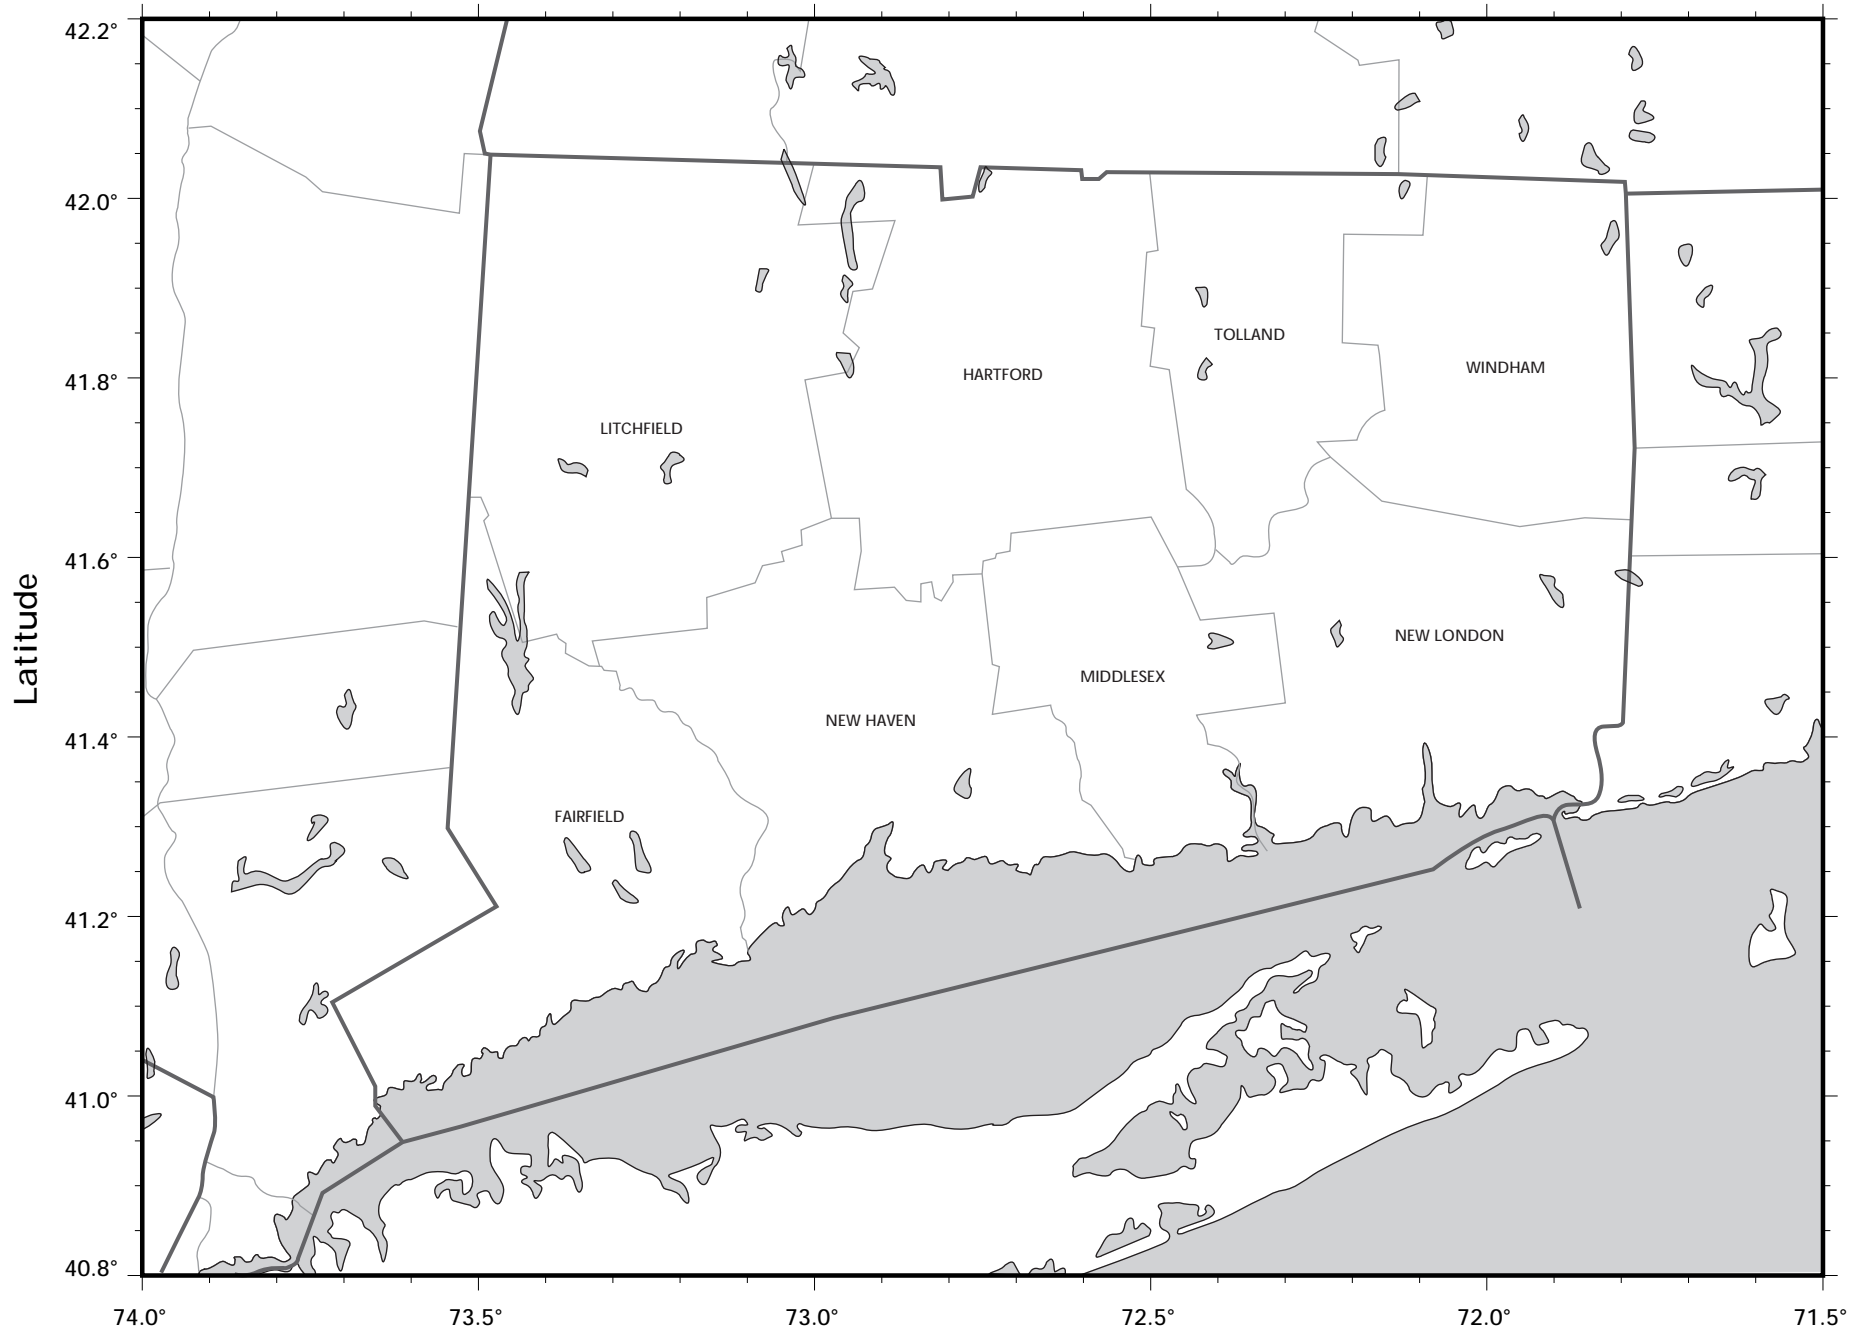 42.2°
42.0°
TOLLAND
WINDHAM
HARTFORD
41.8°
LITCHFIELD
41.6°
Latitude
NEW LONDON
MIDDLESEX
NEW HAVEN
41.4°
FAIRFIELD
41.2°
41.0°
40.8°
74.0° 73.5° 73.0° 72.5° 72.0° 71.5°